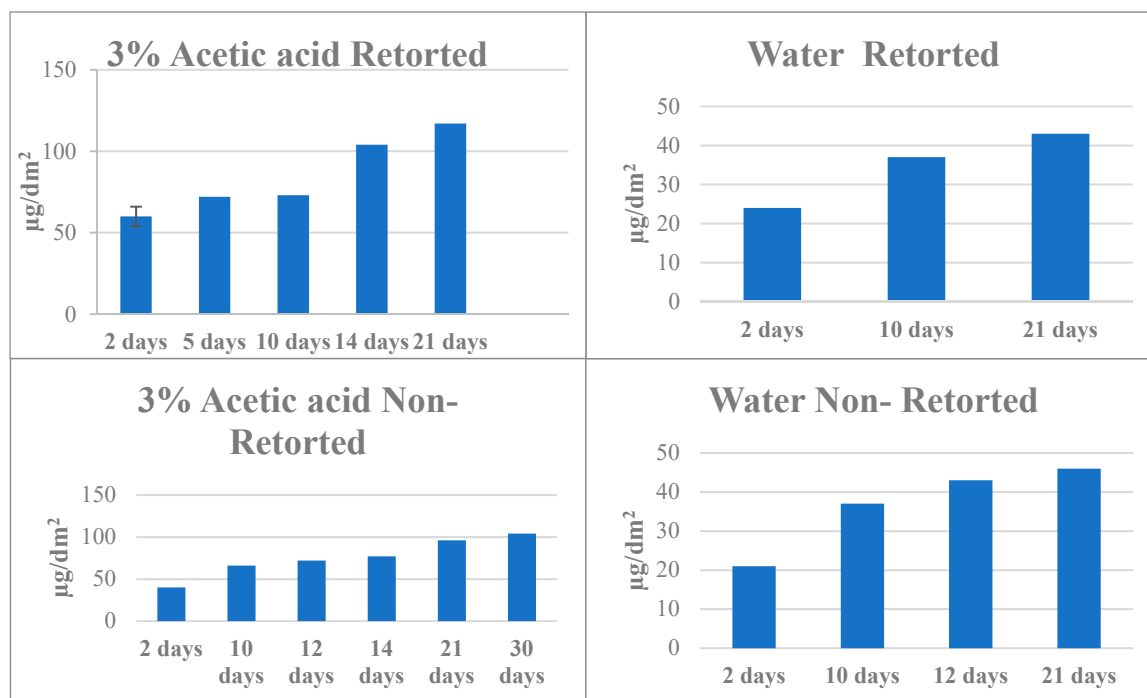 3% Acetic acid Retorted
150
100
50
0
µg/dm²
2 days 5 days 10 days 14 days 21 days
Water Retorted
50
40
30
20
10
0
µg/dm²
2 days 10 days 21 days
3% Acetic acid Non-
Retorted
150
100
50
0
µg/dm²
2 days 10 12 14 21 30
days days days days days
Water Non- Retorted
50
40
30
20
10
0
µg/dm²
2 days 10 days 12 days 21 days